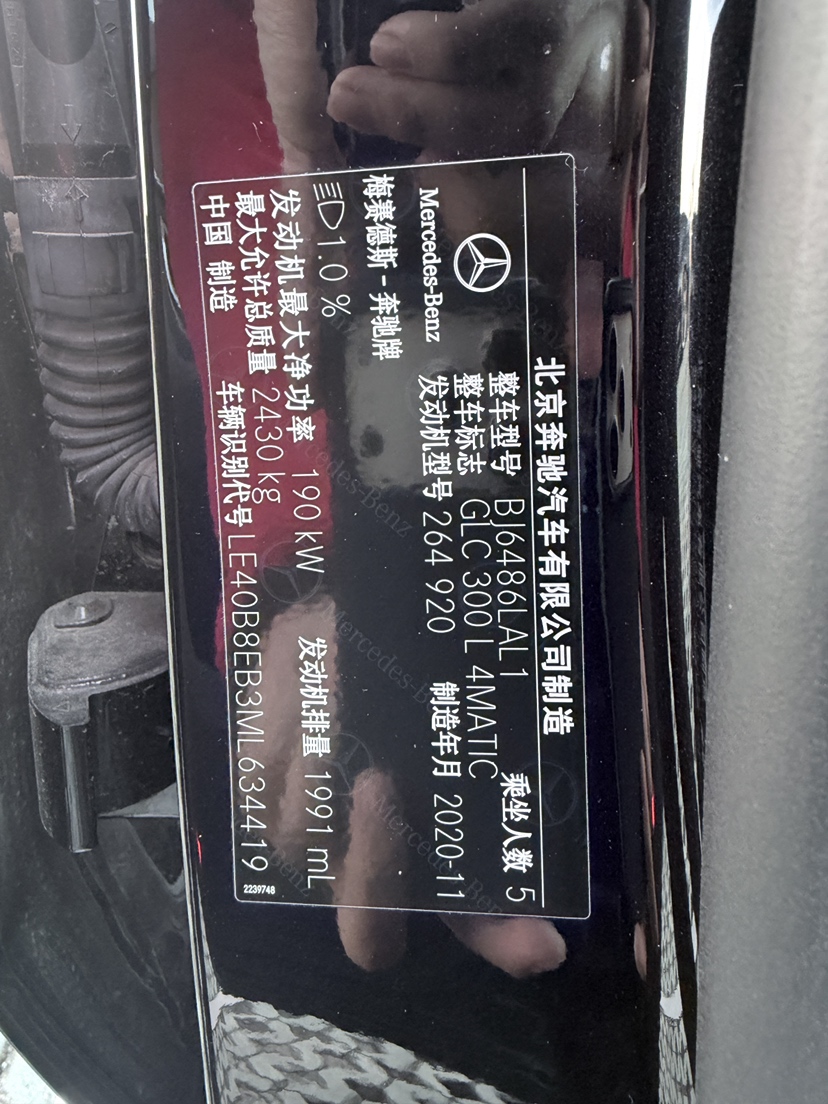 北京奔驰汽车有限公司制造
整车型号 BJ6486LAL1 乘坐人数 5
整车标志 GLC 300 L 4MATIC
Mercedes-Benz 发动机型号 264 920 制造年月 2020-11
梅赛德斯-奔驰牌
1.0 %
发动机最大净功率 190 kW 发动机排量 1991 mL
最大允许总质量 2430 kg
中国 制造 车辆识别代号 LE40B8EB3ML634419
2239748